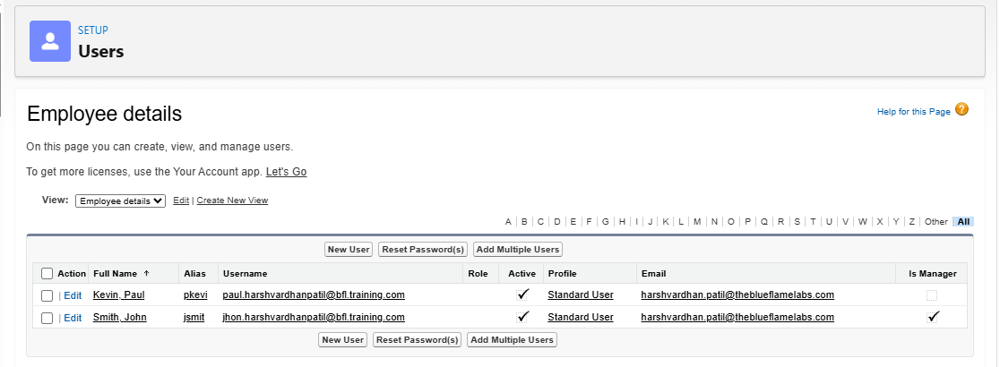 SETUP
Users
Employee details
Help for this Page ?
On this page you can create, view, and manage users.
To get more licenses, use the Your Account app. Let's Go
View: Employee details Edit | Create New View
A | B | C | D | E | F | G | H | I | J | K | L | M | N | O | P | Q | R | S | T | U | V | W | X | Y | Z | Other | All
New User Reset Password(s) Add Multiple Users
Action Full Name ↑ Alias Username Role Active Profile Email Is Manager
| Edit Kevin, Paul pkevi paul.harshvardhanpatil@bfl.training.com Standard User harshvardhan.patil@theblueflamelabs.com
| Edit Smith, John jsmit jhon.harshvardhanpatil@bfl.training.com Standard User harshvardhan.patil@theblueflamelabs.com
New User Reset Password(s) Add Multiple Users